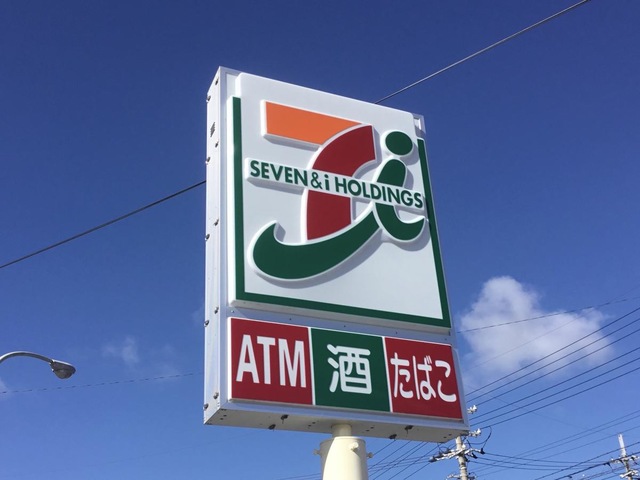 SEVEN&i HOLDINGS
ATM 酒 たばこ